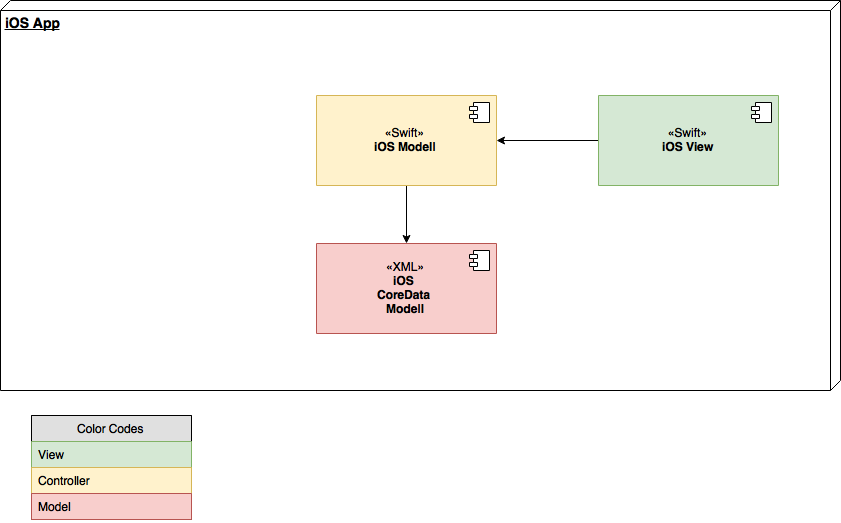 iOS App
«Swift»
iOS Modell
«Swift»
iOS View
«XML»
iOS
CoreData
Modell
Color Codes
View
Controller
Model